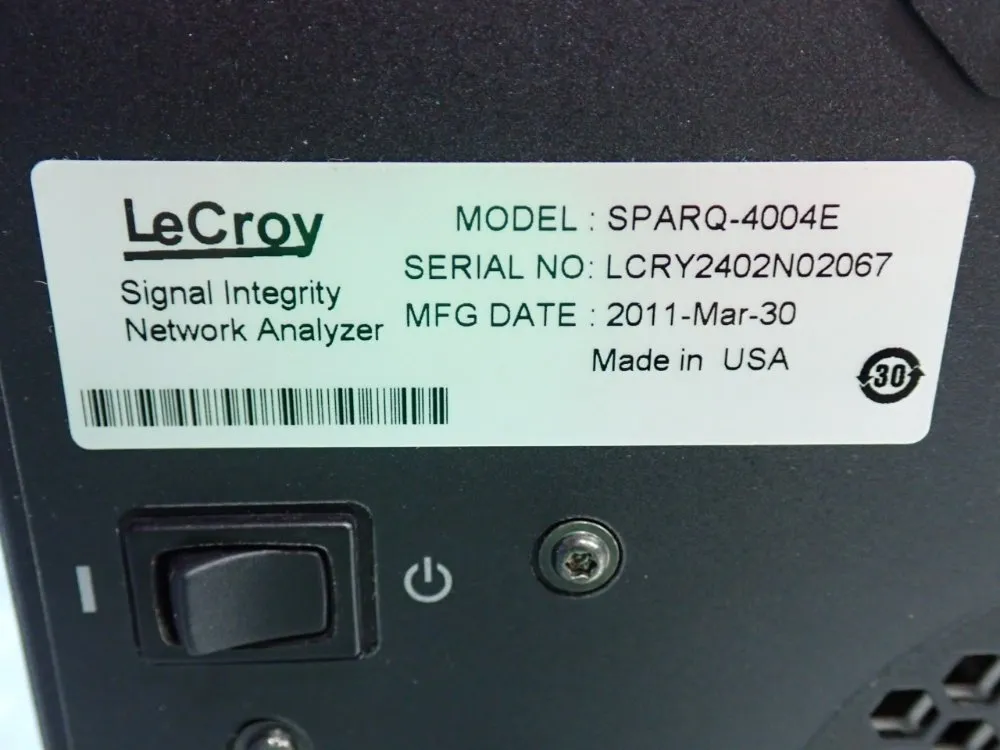 LeCroy
Signal Integrity
Network Analyzer
MODEL : SPARQ-4004E
SERIAL NO: LCRY2402N02067
MFG DATE : 2011-Mar-30
Made in USA
30